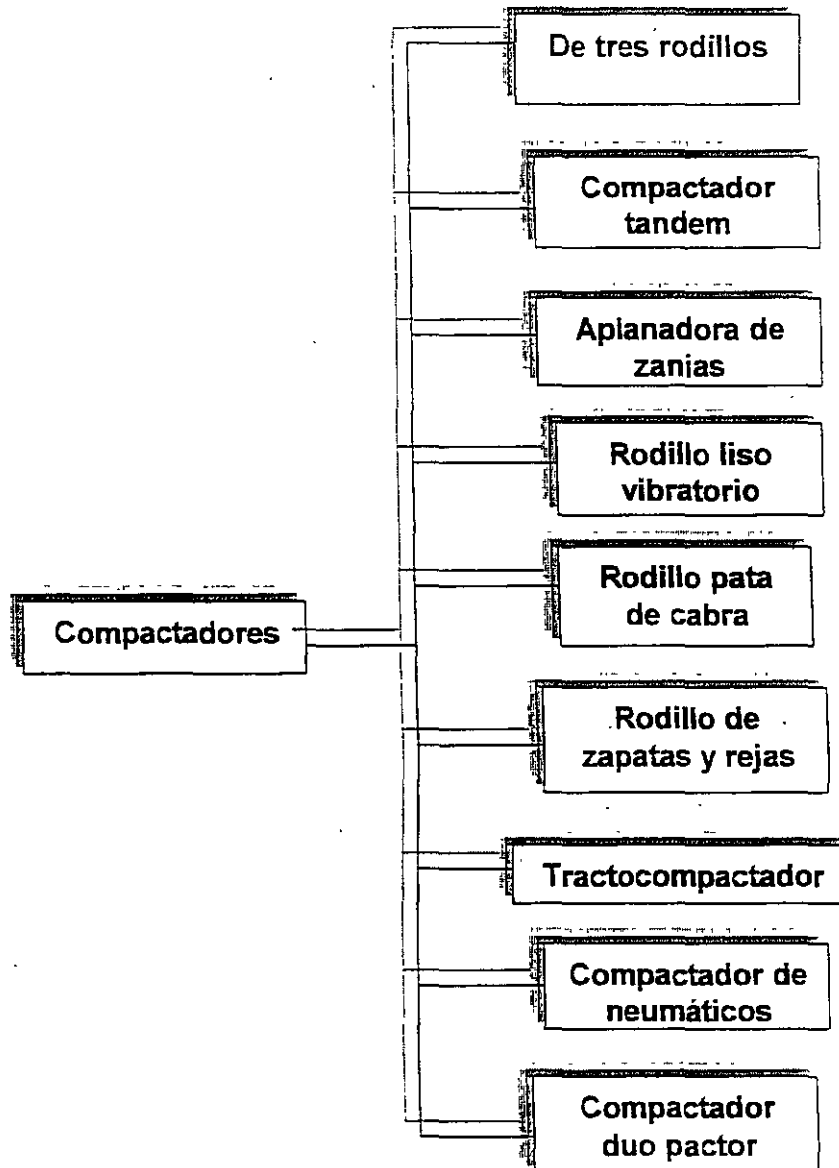 De tres rodillos
Compactador
tandem
Aplanadora de
zanjas
Rodillo liso
vibratorio
Rodillo pata
de cabra
Compactadores
Rodillo de
zapatas y rejas
Tractocompactador
Compactador de
neumáticos
Compactador
duo pactor